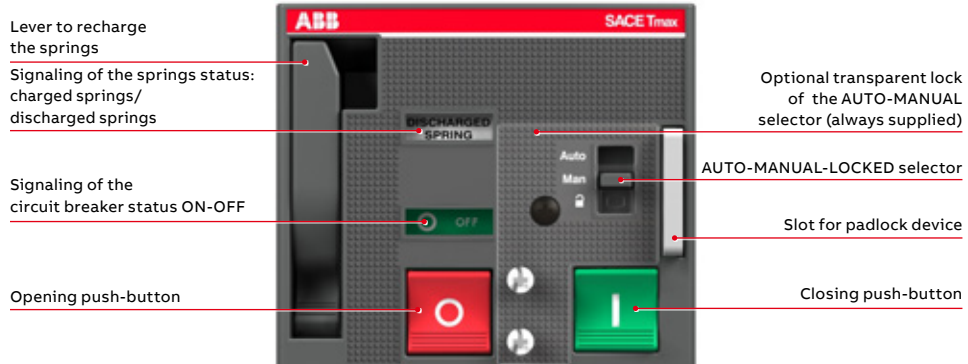 Lever to recharge
the springs
Signaling of the springs status:
charged springs/
discharged springs
Signaling of the
circuit breaker status ON-OFF
Opening push-button
ABB
SACE Tmax
DISCHARGED
SPRING
Auto
Man
OFF
Optional transparent lock
of the AUTO-MANUAL
selector (always supplied)
AUTO-MANUAL-LOCKED selector
Slot for padlock device
Closing push-button